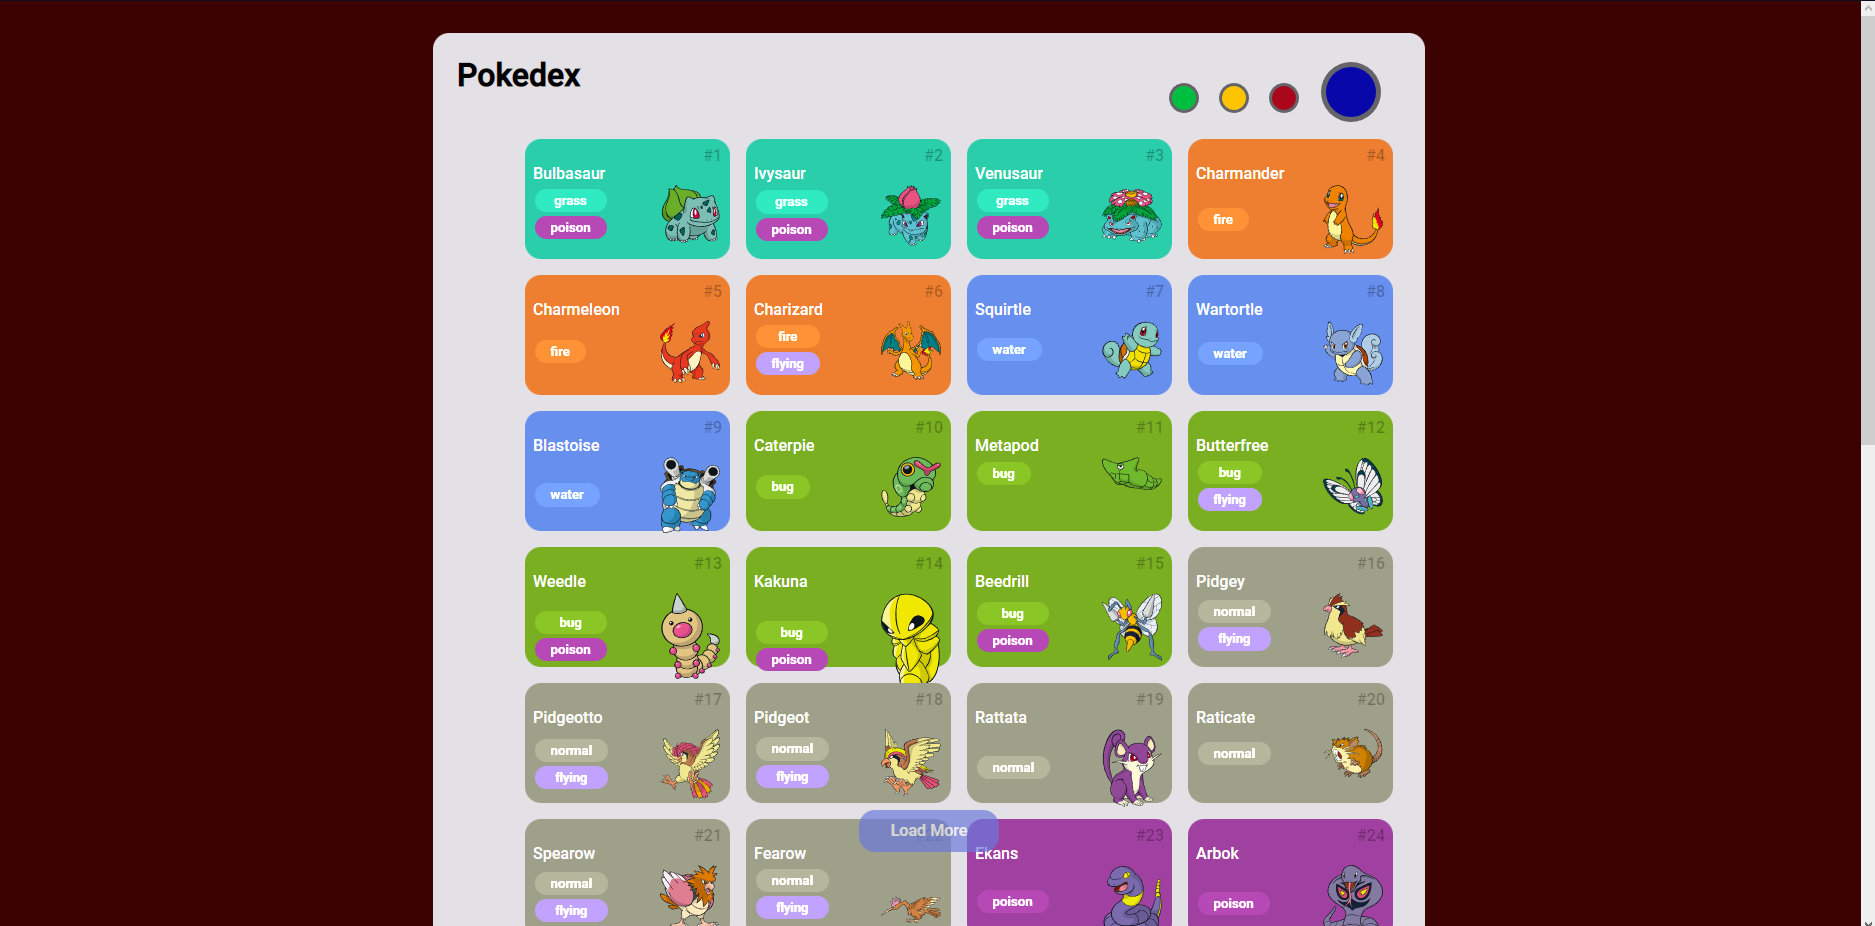 Pokedex
#1
Bulbasaur
grass
poison
#2
Ivysaur
grass
poison
#3
Venusaur
grass
poison
#4
Charmander
fire
#5
Charmeleon
fire
#6
Charizard
fire
flying
#7
Squirtle
water
#8
Wartortle
water
#9
Blastoise
water
#10
Caterpie
bug
#11
Metapod
bug
#12
Butterfree
bug
flying
#13
Weedle
bug
poison
#14
Kakuna
bug
poison
#15
Beedrill
bug
poison
#16
Pidgey
normal
flying
#17
Pidgeotto
normal
flying
#18
Pidgeot
normal
flying
#19
Rattata
normal
#20
Raticate
normal
Load More
#21
Spearow
normal
flying
Fearow
normal
flying
#23
Ekans
poison
#24
Arbok
poison